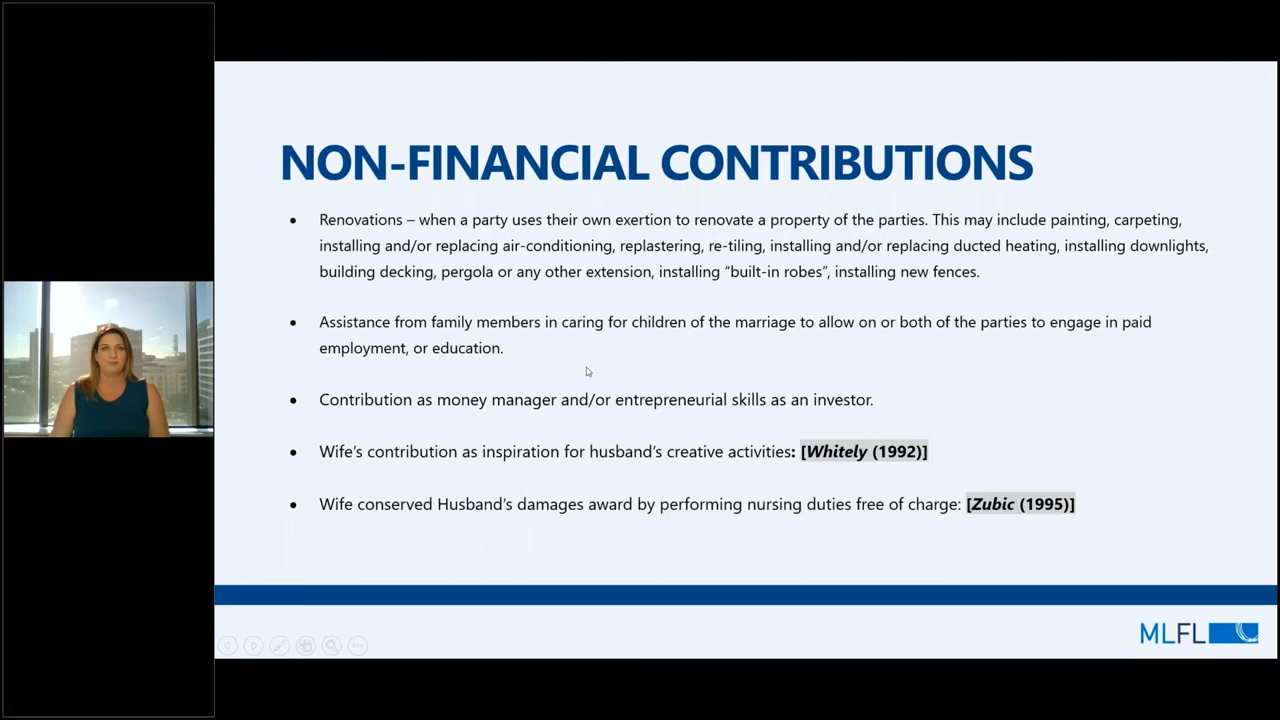 NON-FINANCIAL CONTRIBUTIONS
• Renovations – when a party uses their own exertion to renovate a property of the parties. This may include painting, carpeting,
installing and/or replacing air-conditioning, replastering, re-tiling, installing and/or replacing ducted heating, installing downlights,
building decking, pergola or any other extension, installing “built-in robes”, installing new fences.
• Assistance from family members in caring for children of the marriage to allow on or both of the parties to engage in paid
employment, or education.
• Contribution as money manager and/or entrepreneurial skills as an investor.
• Wife’s contribution as inspiration for husband’s creative activities: [Whitely (1992)]
• Wife conserved Husband’s damages award by performing nursing duties free of charge: [Zubic (1995)]
MLFL